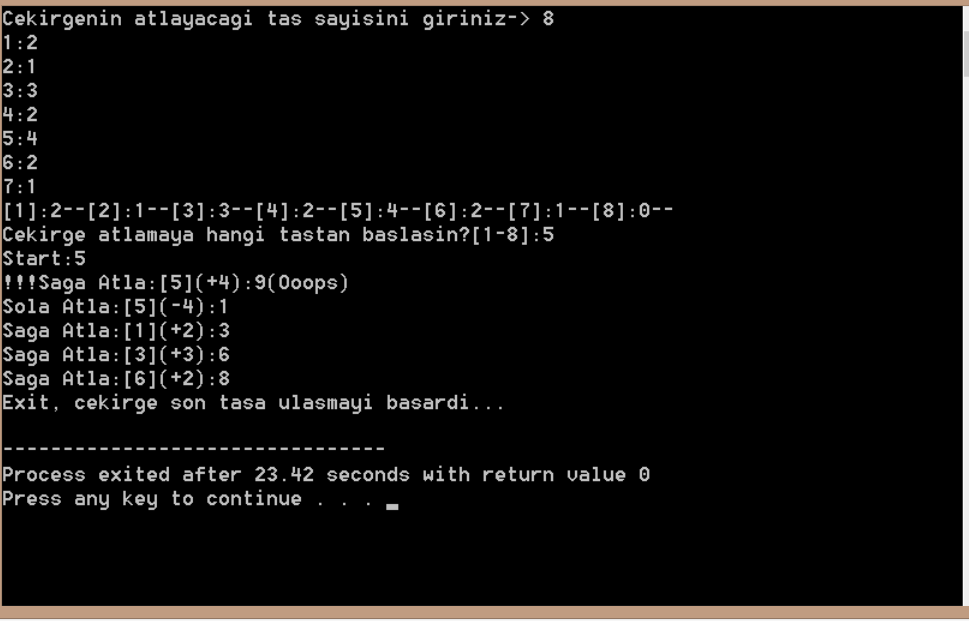 Cekirgenin atlayacagi tas sayisini giriniz-> 8
1:2
2:1
3:3
4:2
5:4
6:2
7:1
[1]:2--[2]:1--[3]:3--[4]:2--[5]:4--[6]:2--[7]:1--[8]:0--
Cekirge atlamaya hangi tastan baslasin?[1-8]:5
Start:5
!!!Saga Atla:[5](+4):9(Ooops)
Sola Atla:[5](-4):1
Saga Atla:[1](+2):3
Saga Atla:[3](+3):6
Saga Atla:[6](+2):8
Exit, cekirge son tasa ulasmayi basardi...
--------------------------------
Process exited after 23.42 seconds with return value 0
Press any key to continue . . . _